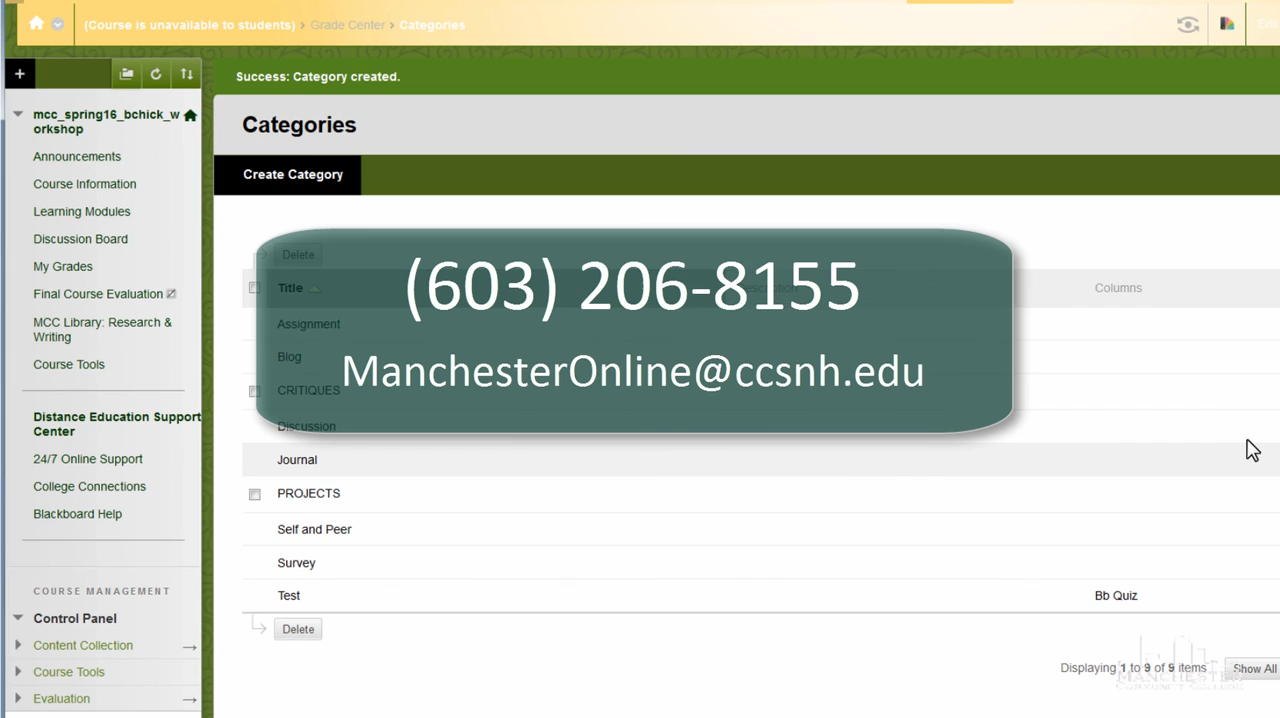 (Course is unavailable to students) > Grade Center > Categories
mcc_spring16_bchick_w
orkshop
Announcements
Course Information
Learning Modules
Discussion Board
My Grades
Final Course Evaluation
MCC Library: Research &
Writing
Course Tools
Distance Education Support
Center
24/7 Online Support
College Connections
Blackboard Help
COURSE MANAGEMENT
Control Panel
Content Collection
Course Tools
Evaluation
Success: Category created.
Categories
Create Category
Delete
(603) 206-8155
ManchesterOnline@ccsnh.edu
Title Description Columns
Assignment
Blog
CRITIQUES
Discussion
Journal
PROJECTS
Self and Peer
Survey
Test Bb Quiz
Delete
Displaying 1 to 9 of 9 items Show All
MANCHESTER
COMMUNITY COLLEGE